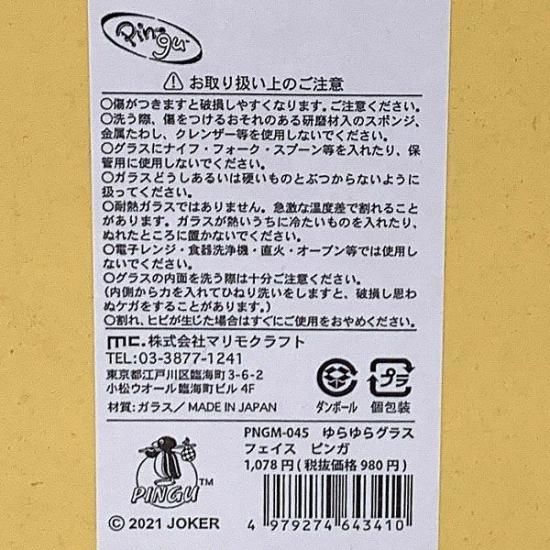 Pingu
⚠お取り扱い上のご注意
○傷がつきますと破損しやすくなります。ご注意ください。
○洗う際、傷をつけるおそれのある研磨材入のスポンジ、
金属たわし、クレンザー等を使用しないでください。
○グラスにナイフ・フォーク・スプーン等を入れたり、保
管用に使用しないでください。
○ガラスどうしあるいは硬いものとぶつからないように
扱ってください。
○耐熱ガラスではありません。急激な温度差で割れること
があります。ガラスが熱いうちに冷たいものを入れたり、
ぬれたところに置かないでください。
○電子レンジ・食器洗浄機・直火・オーブン等では使用し
ないでください。
○グラスの内面を洗う際は十分ご注意ください。
(内側から力を入れてひねり洗いをしますと、破損し思わ
ぬケガをすることがあります。)
○割れ、ヒビが生じた場合はすぐにご使用をおやめください。
mc.株式会社マリモクラフト
TEL:03-3877-1241
東京都江戸川区臨海町3-6-2
小松ウオール臨海町ビル 4F
ダンボール
プラ
個包装
材質:ガラス/MADE IN JAPAN
PNGM-045 ゆらゆらグラス
フェイス ピンガ
1,078円(税抜価格 980円)
PINGU™
© 2021 JOKER
4 979274 643410